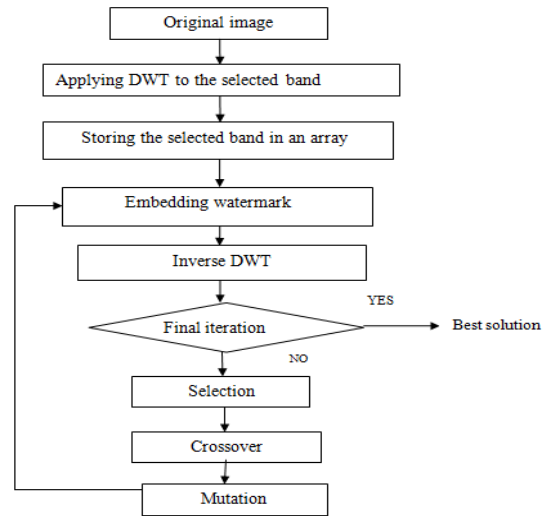 Original image
Applying DWT to the selected band
Storing the selected band in an array
Embedding watermark
Inverse DWT
YES
Final iteration
Best solution
NO
Selection
Crossover
Mutation